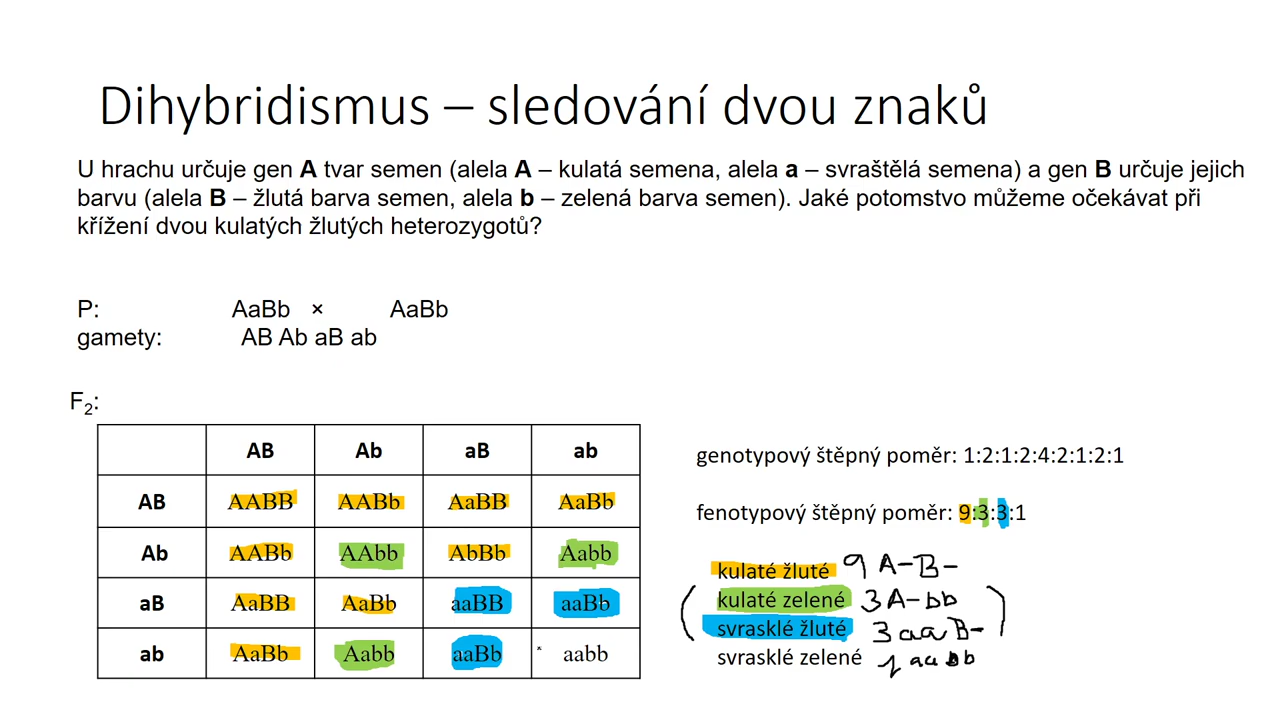 Dihybridismus – sledování dvou znaků
U hrachu určuje gen A tvar semen (alela A – kulatá semena, alela a – svraštělá semena) a gen B určuje jejich
barvu (alela B – žlutá barva semen, alela b – zelená barva semen). Jaké potomstvo můžeme očekávat při
křížení dvou kulatých žlutých heterozygotů?
P: AaBb × AaBb
gamety: AB Ab aB ab
F2:
AB Ab aB ab
AB AABB AABb AaBB AaBb
Ab AABb AAbb AbBb Aabb
aB AaBB AaBb aaBB aaBb
ab AaBb Aabb aaBb aabb
genotypový štěpný poměr: 1:2:1:2:4:2:1:2:1
fenotypový štěpný poměr: 9:3:3:1
kulaté žluté 9 A-B-
kulaté zelené 3 A-bb
svrasklé žluté 3 aaB-
svrasklé zelené 1 aabb